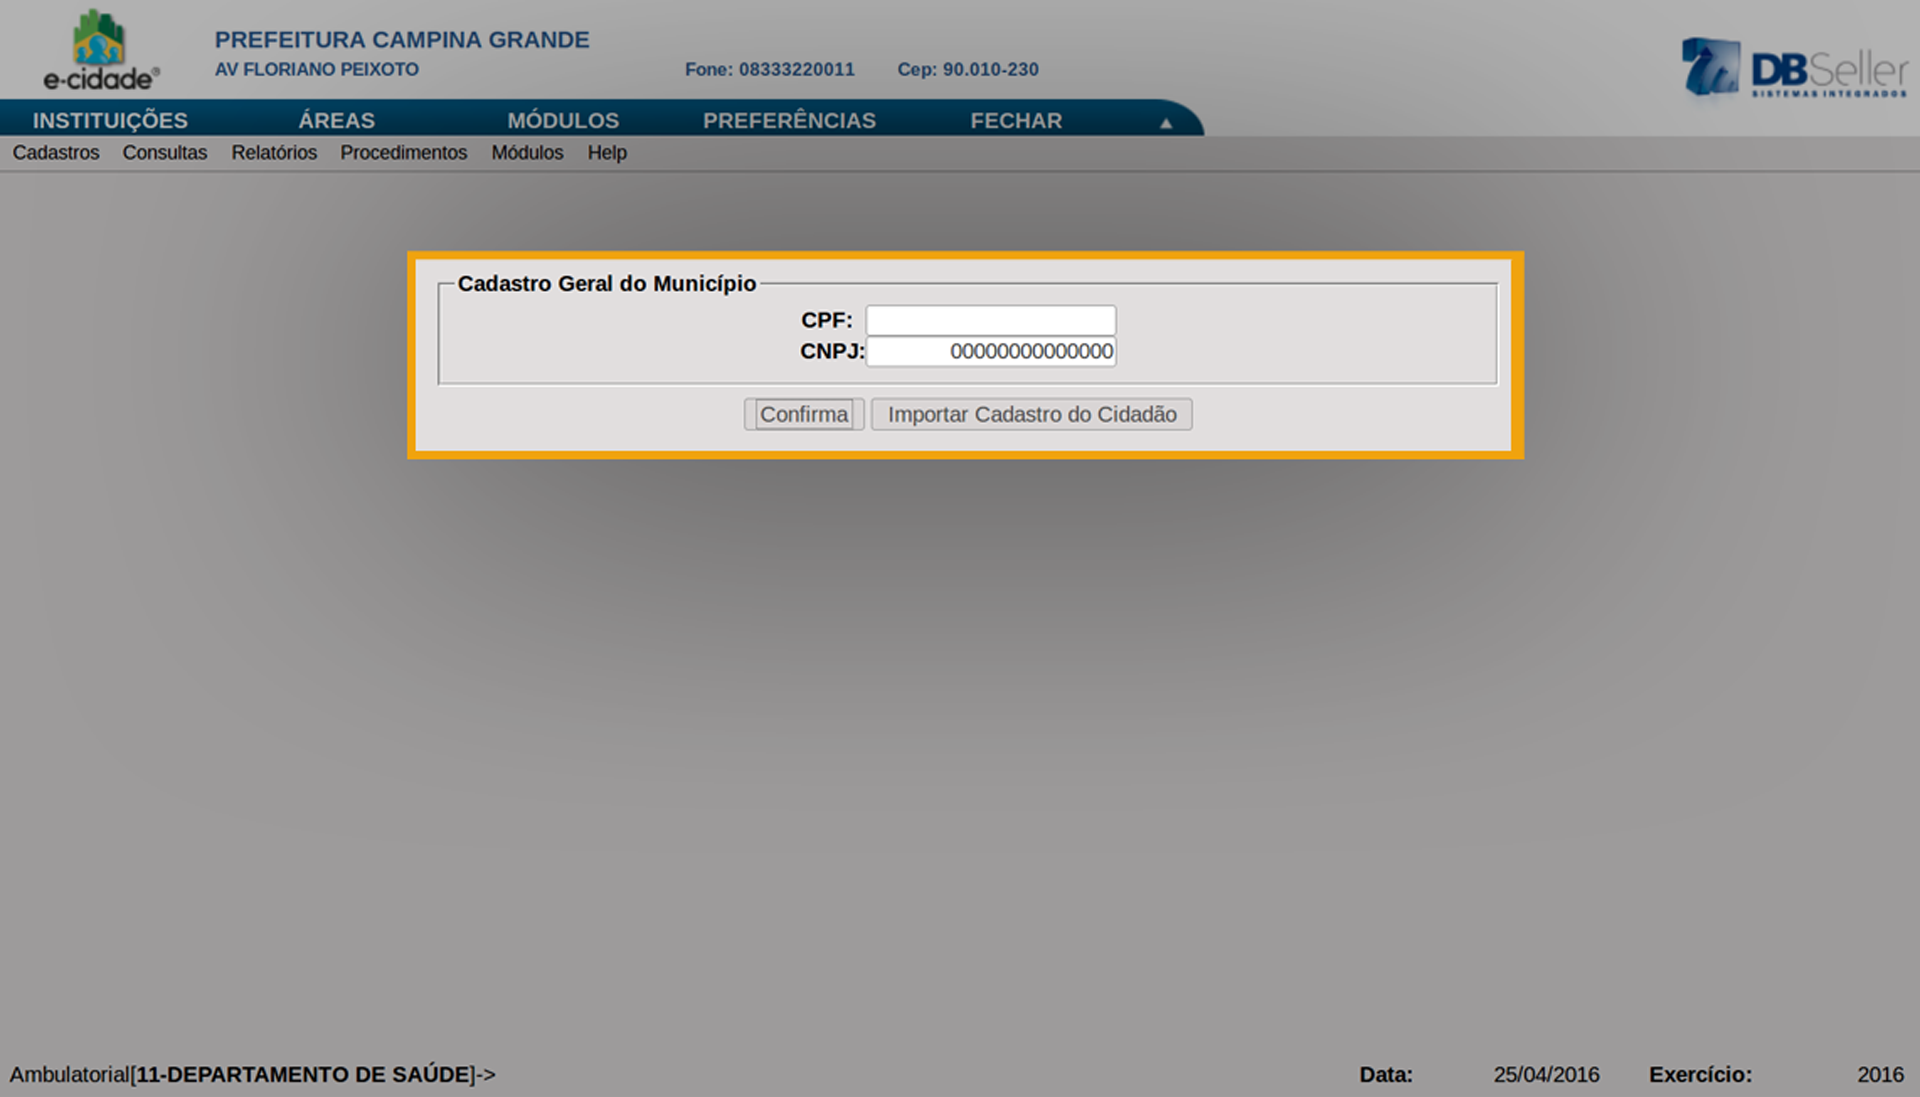 e-cidade®
PREFEITURA CAMPINA GRANDE
AV FLORIANO PEIXOTO Fone: 08333220011 Cep: 90.010-230
DBSeller
SISTEMAS INTEGRADOS
INSTITUIÇÕES ÁREAS MÓDULOS PREFERÊNCIAS FECHAR ▲
Cadastros Consultas Relatórios Procedimentos Módulos Help
Cadastro Geral do Município
CPF:
CNPJ: 00000000000000
Confirma Importar Cadastro do Cidadão
Ambulatorial[11-DEPARTAMENTO DE SAÚDE]-> Data: 25/04/2016 Exercício: 2016